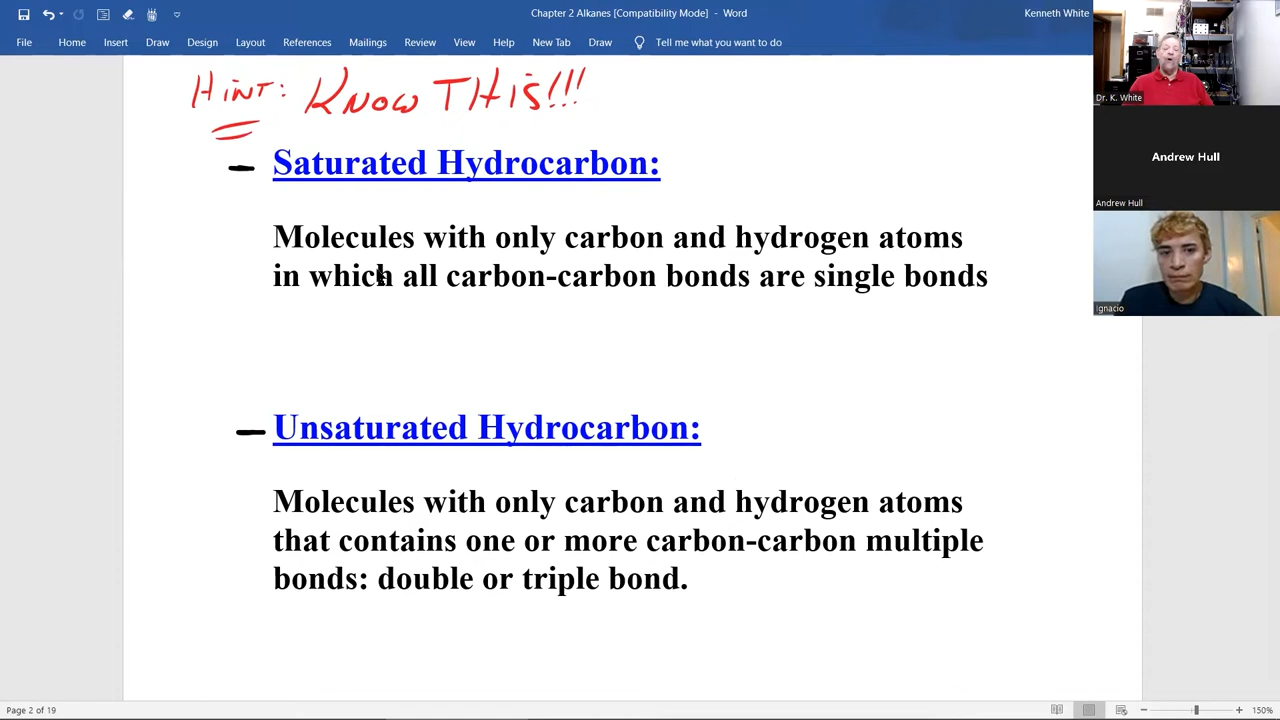 Chapter 2 Alkanes [Compatibility Mode] - Word
Kenneth White
File Home Insert Draw Design Layout References Mailings Review View Help New Tab Draw Tell me what you want to do
HINT: KNOW THIS!!!
Saturated Hydrocarbon:
Molecules with only carbon and hydrogen atoms
in which all carbon-carbon bonds are single bonds
Unsaturated Hydrocarbon:
Molecules with only carbon and hydrogen atoms
that contains one or more carbon-carbon multiple
bonds: double or triple bond.
Dr. K. White
Andrew Hull
Andrew Hull
Ignacio
Page 2 of 19
150%